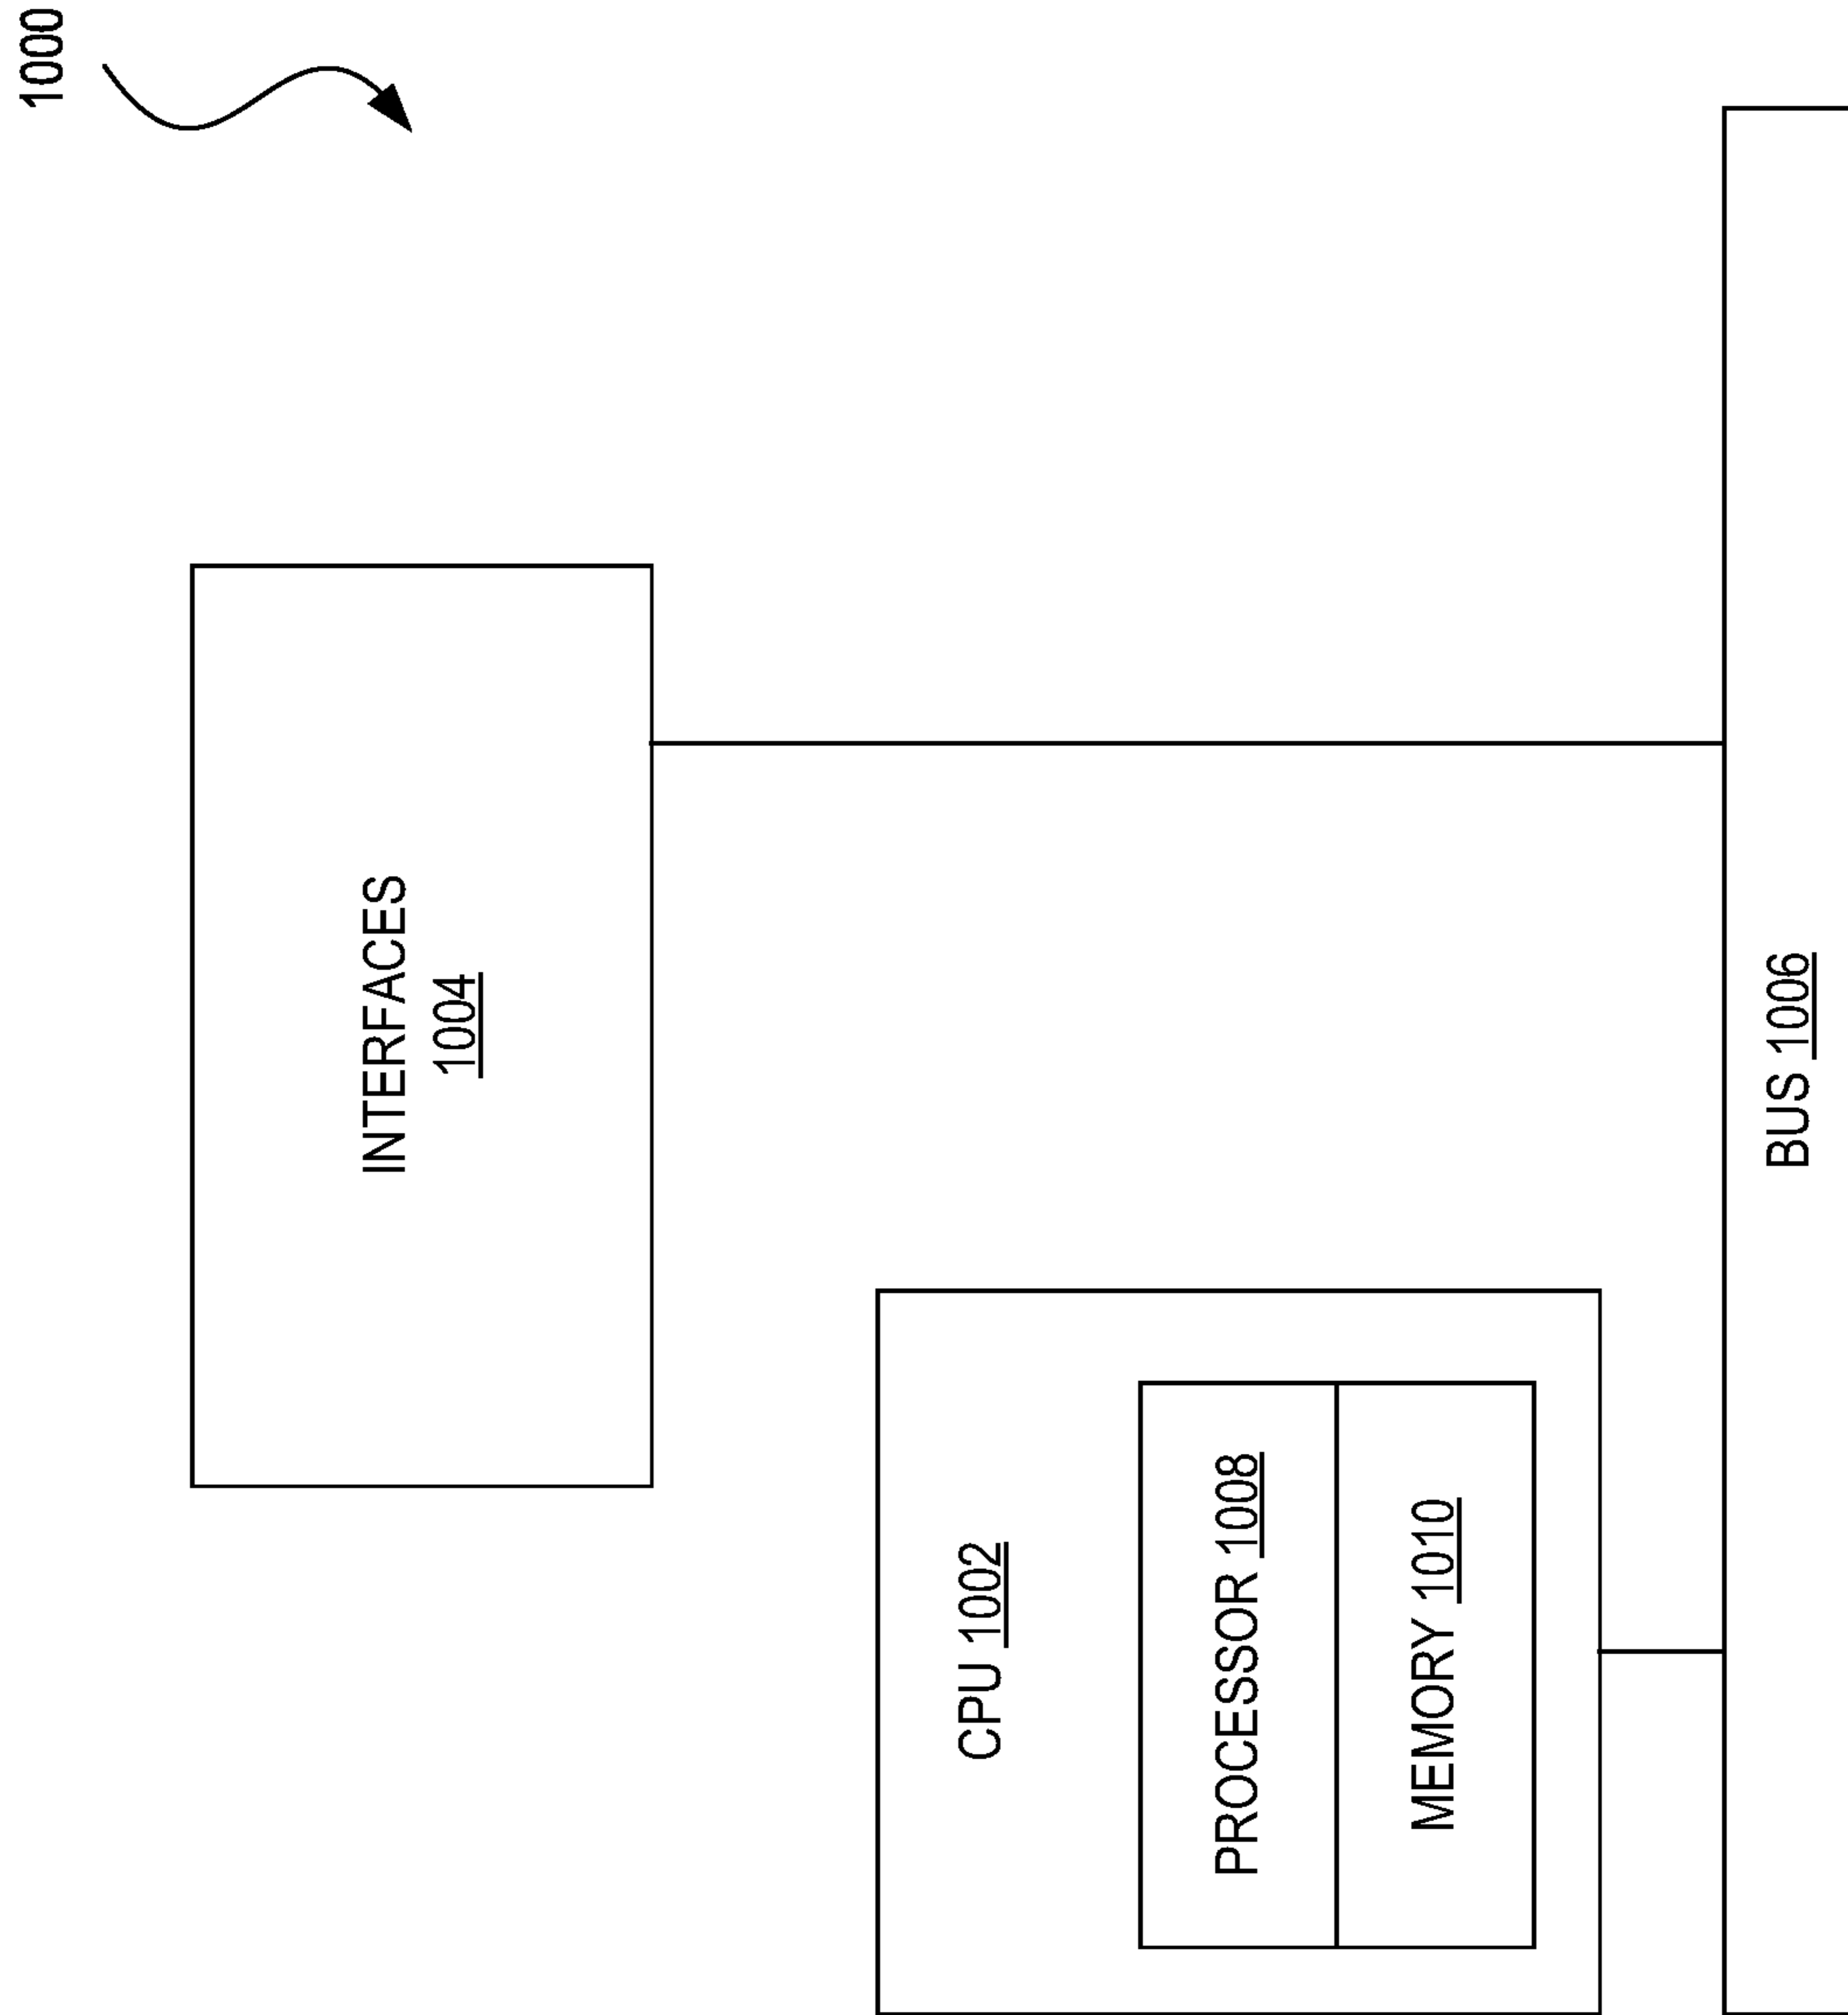 1000
INTERFACES
1004
CPU 1002
PROCESSOR 1008
MEMORY 1010
BUS 1006